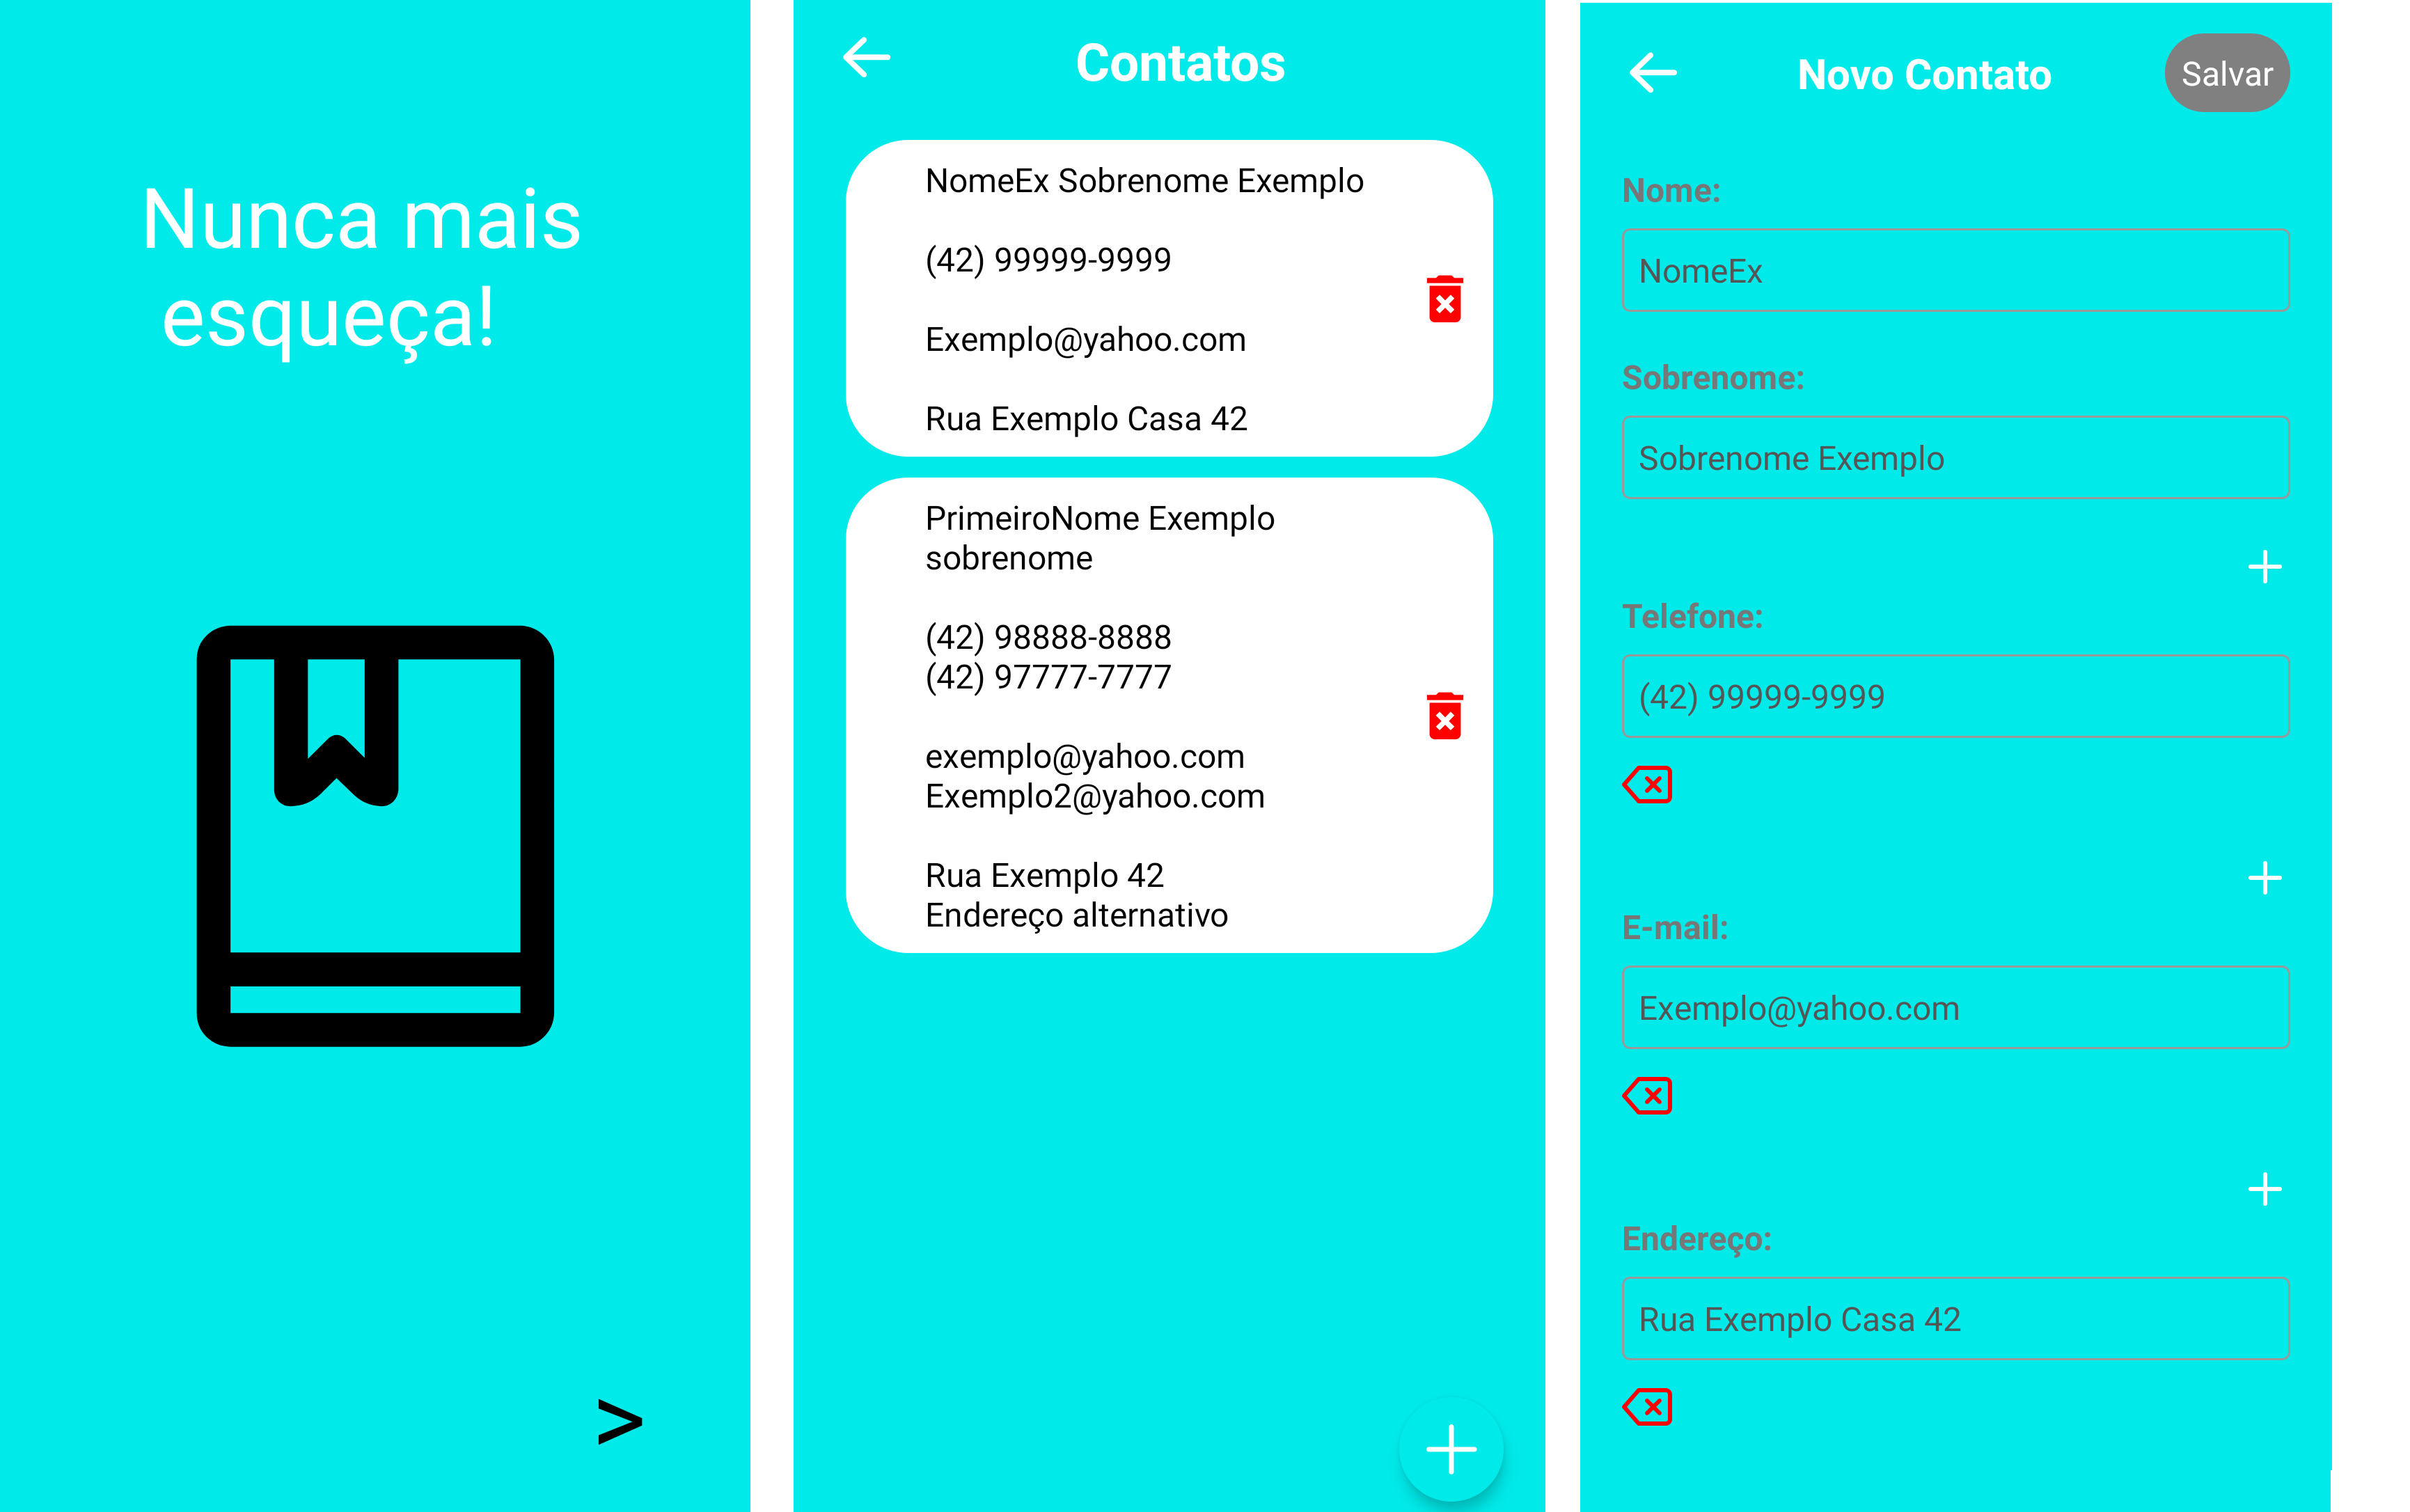 Nunca mais
esqueça!
>
Contatos
NomeEx Sobrenome Exemplo
(42) 99999-9999
Exemplo@yahoo.com
Rua Exemplo Casa 42
PrimeiroNome Exemplo
sobrenome
(42) 98888-8888
(42) 97777-7777
exemplo@yahoo.com
Exemplo2@yahoo.com
Rua Exemplo 42
Endereço alternativo
Novo Contato
Salvar
Nome:
NomeEx
Sobrenome:
Sobrenome Exemplo
Telefone:
(42) 99999-9999
E-mail:
Exemplo@yahoo.com
Endereço:
Rua Exemplo Casa 42